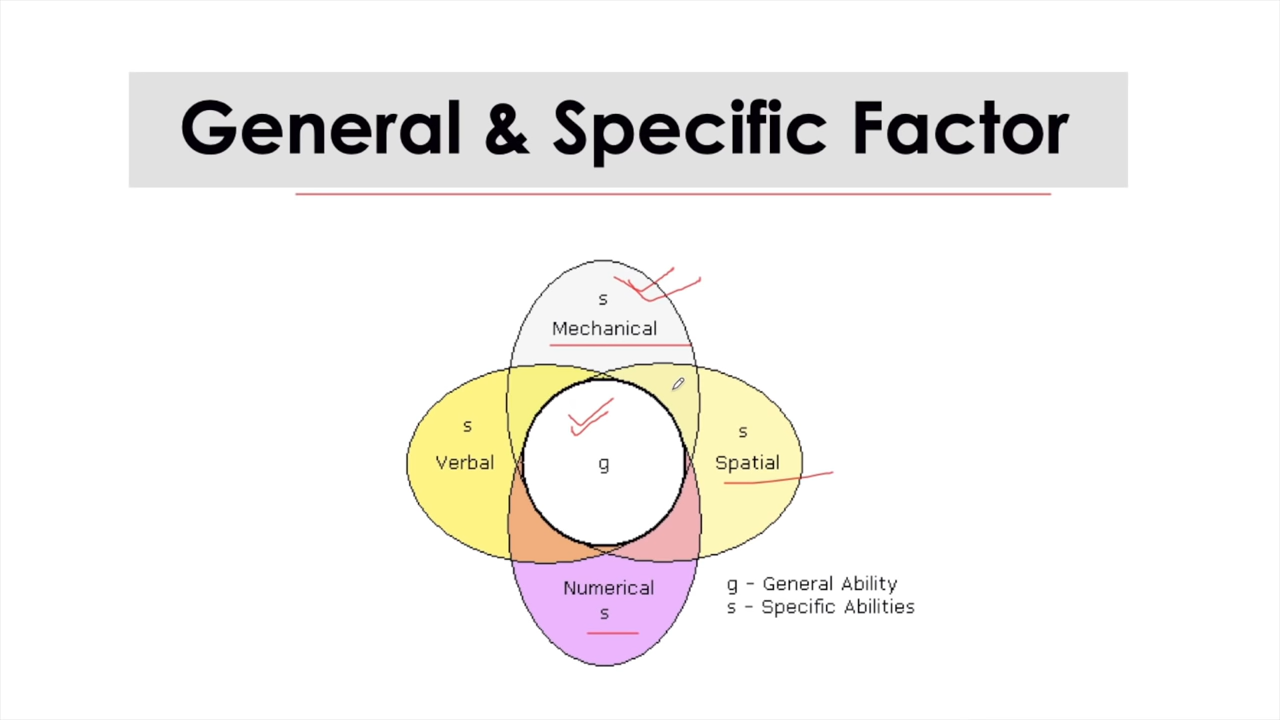 General & Specific Factor
s
Mechanical
s
Verbal
g
s
Spatial
Numerical
s
g - General Ability
s - Specific Abilities